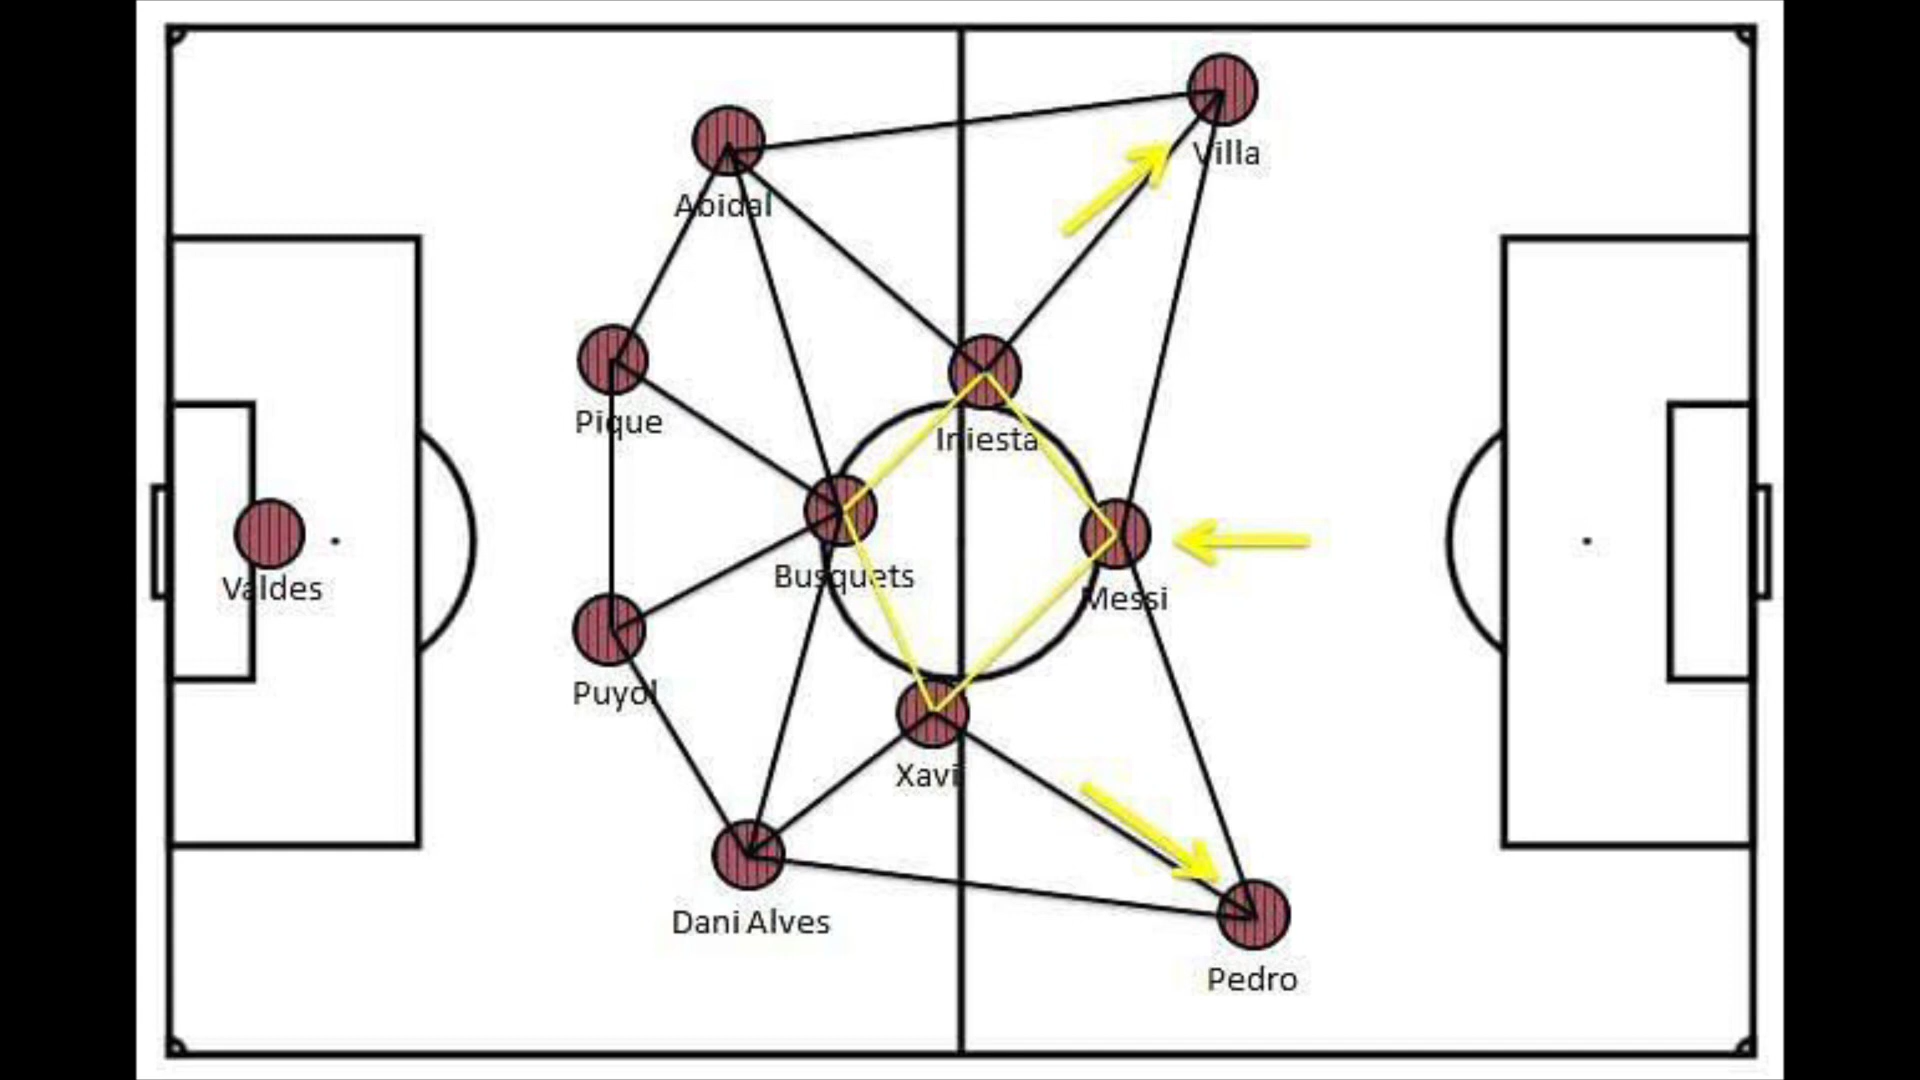 Villa
Abidal
Pique
Iniesta
Valdes
Busquets
Messi
Puyol
Xavi
Dani Alves
Pedro